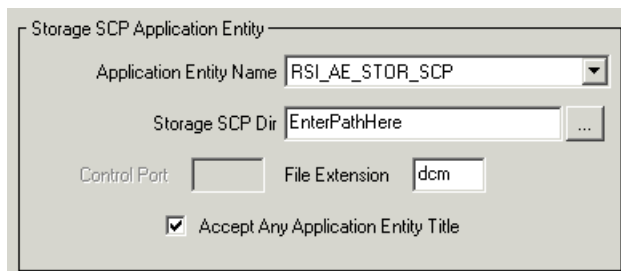 Storage SCP Application Entity
Application Entity Name RSI_AE_STOR_SCP
Storage SCP Dir EnterPathHere ...
Control Port File Extension dcm
Accept Any Application Entity Title